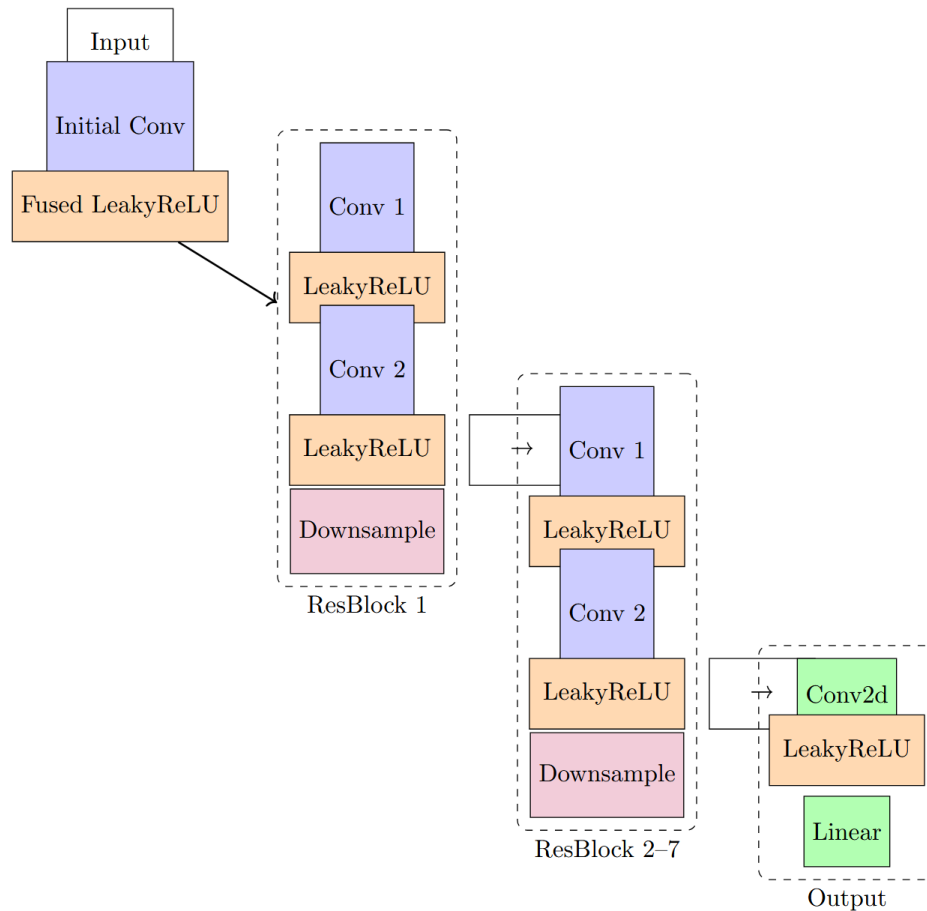 Input
Initial Conv
Fused LeakyReLU
Conv 1
LeakyReLU
Conv 2
LeakyReLU
Downsample
ResBlock 1
Conv 1
LeakyReLU
Conv 2
LeakyReLU
Downsample
ResBlock 2–7
Conv2d
LeakyReLU
Linear
Output